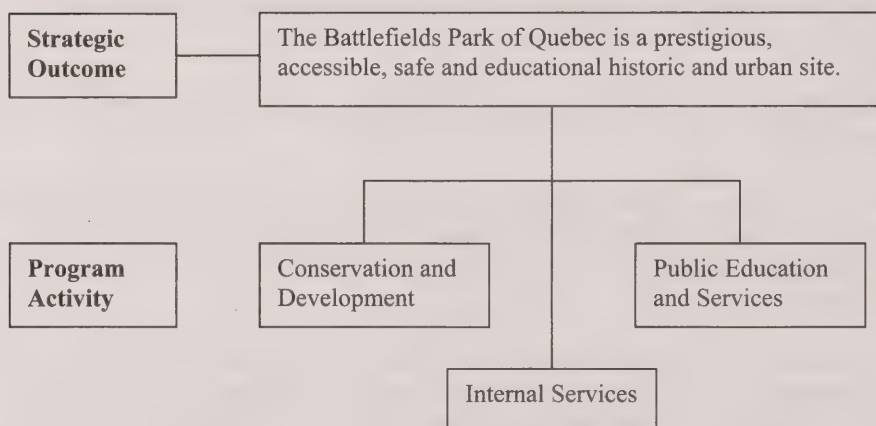 Strategic
Outcome
The Battlefields Park of Quebec is a prestigious,
accessible, safe and educational historic and urban site.
Program
Activity
Conservation and
Development
Public Education
and Services
Internal Services